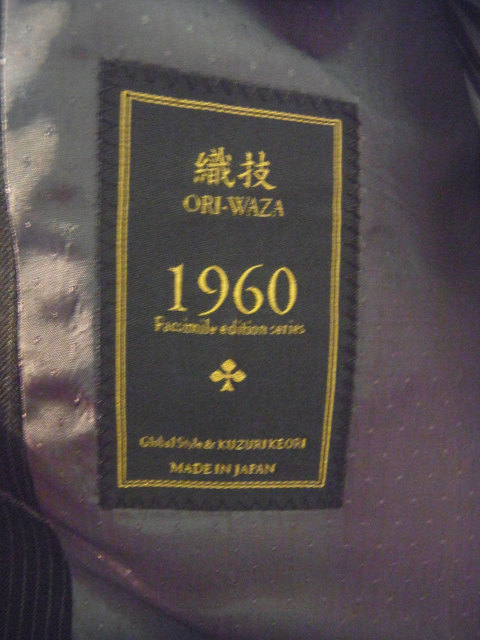 織技
ORI-WAZA
1960
Facsimile edition series
Global Style & KUZURI KEORI
MADE IN JAPAN